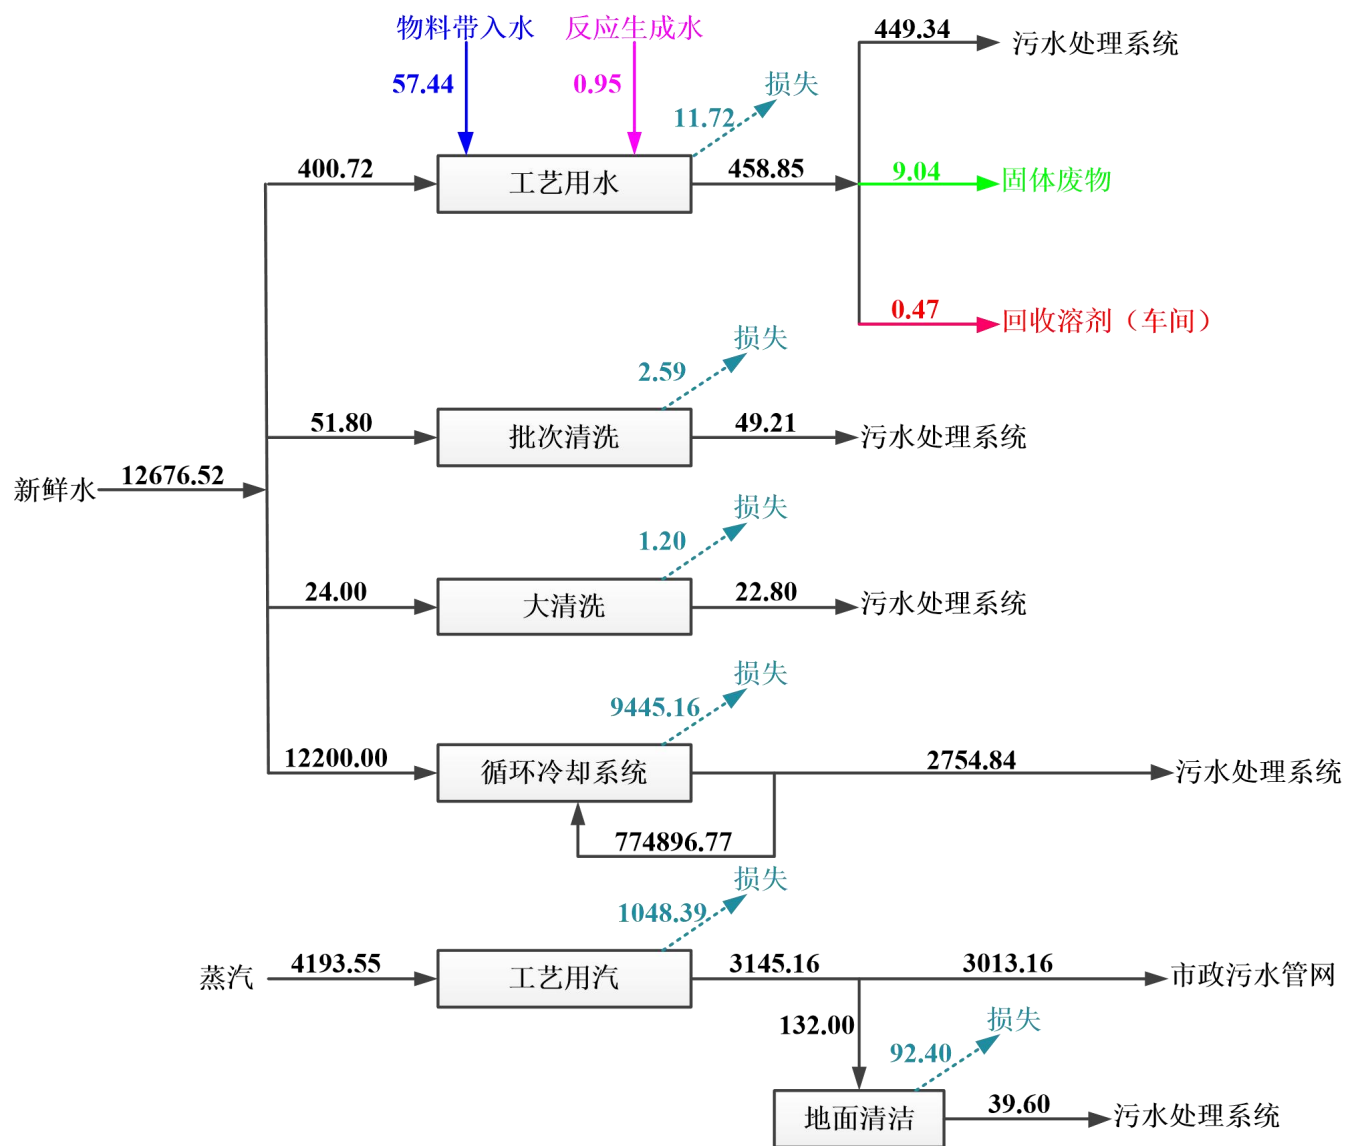 物料带入水
反应生成水
449.34
污水处理系统
57.44
0.95
损失
11.72
400.72
工艺用水
458.85
9.04
固体废物
0.47
回收溶剂（车间）
损失
2.59
51.80
批次清洗
49.21
污水处理系统
新鲜水
12676.52
损失
1.20
24.00
大清洗
22.80
污水处理系统
损失
9445.16
12200.00
循环冷却系统
2754.84
污水处理系统
774896.77
损失
1048.39
蒸汽
4193.55
工艺用汽
3145.16
3013.16
市政污水管网
132.00
损失
92.40
地面清洁
39.60
污水处理系统